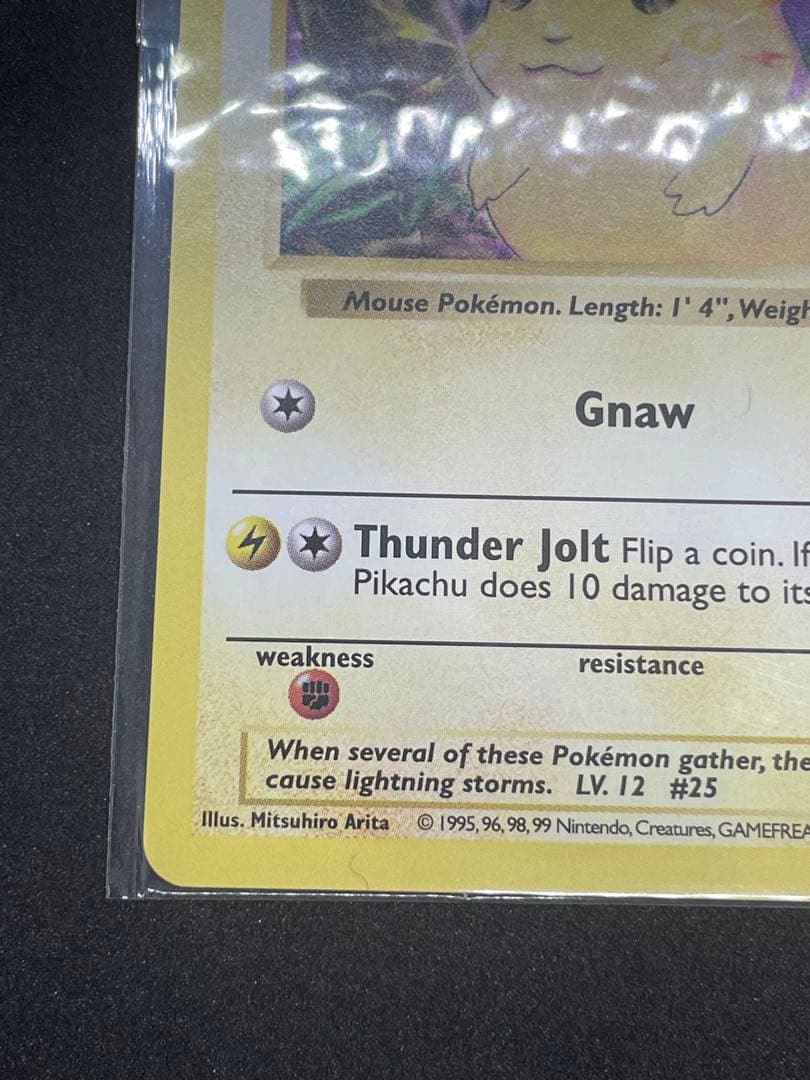 Mouse Pokémon. Length: 1' 4", Weigh
Gnaw
Thunder Jolt Flip a coin. If
Pikachu does 10 damage to its
weakness resistance
When several of these Pokémon gather, the
cause lightning storms. LV. 12 #25
Illus. Mitsuhiro Arita © 1995, 96, 98, 99 Nintendo, Creatures, GAMEFREA